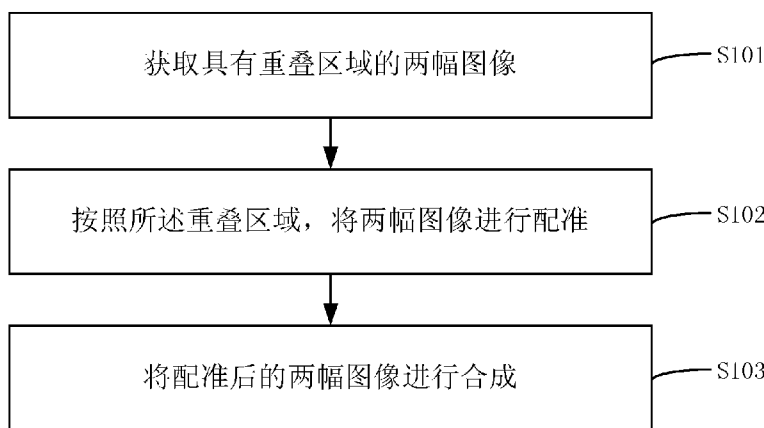 获取具有重叠区域的两幅图像
S101
按照所述重叠区域，将两幅图像进行配准
S102
将配准后的两幅图像进行合成
S103